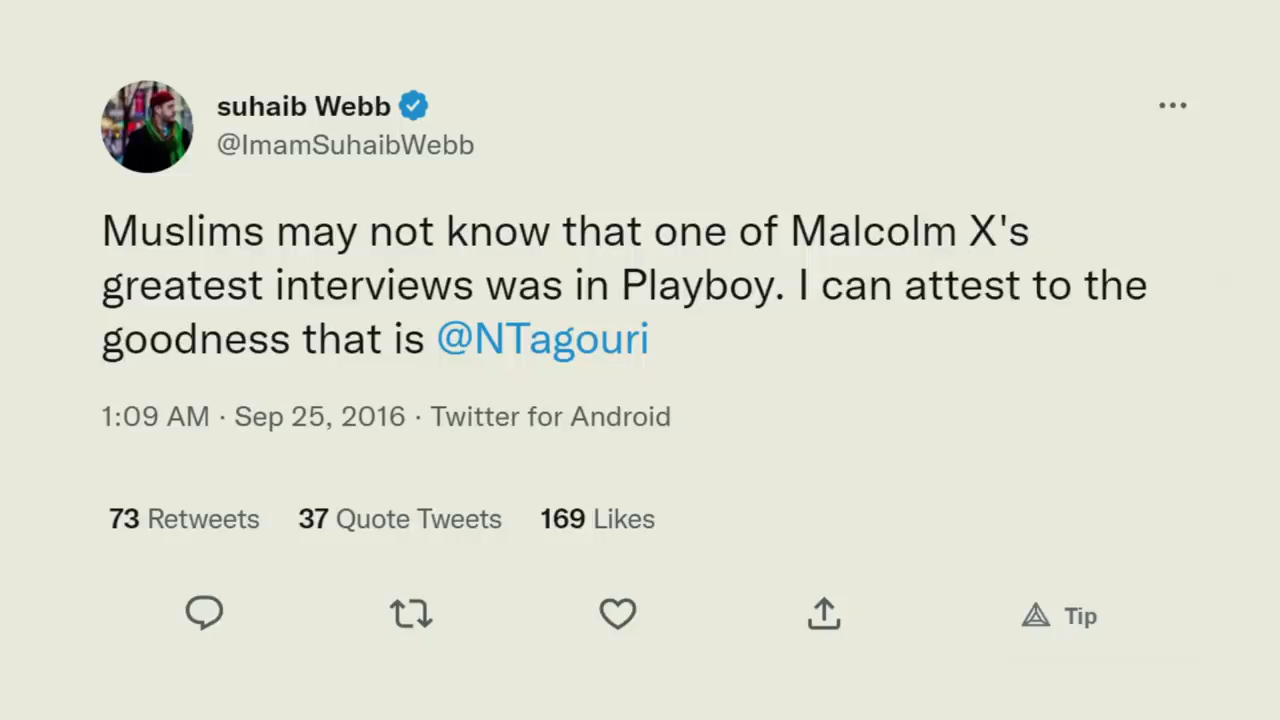 suhaib Webb
@ImamSuhaibWebb
Muslims may not know that one of Malcolm X's
greatest interviews was in Playboy. I can attest to the
goodness that is @NTagouri
1:09 AM · Sep 25, 2016 · Twitter for Android
73 Retweets 37 Quote Tweets 169 Likes
Tip